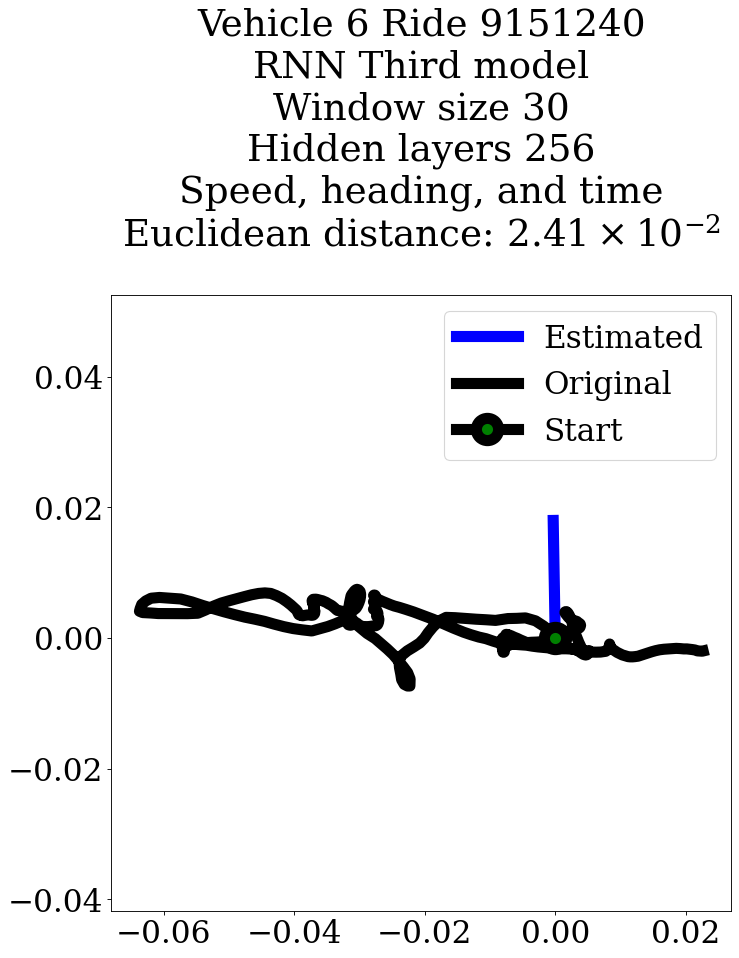 Vehicle 6 Ride 9151240
RNN Third model
Window size 30
Hidden layers 256
Speed, heading, and time
Euclidean distance: 2.41 × 10⁻²
Estimated
Original
Start
0.04
0.02
0.00
−0.02
−0.04
−0.06 −0.04 −0.02 0.00 0.02